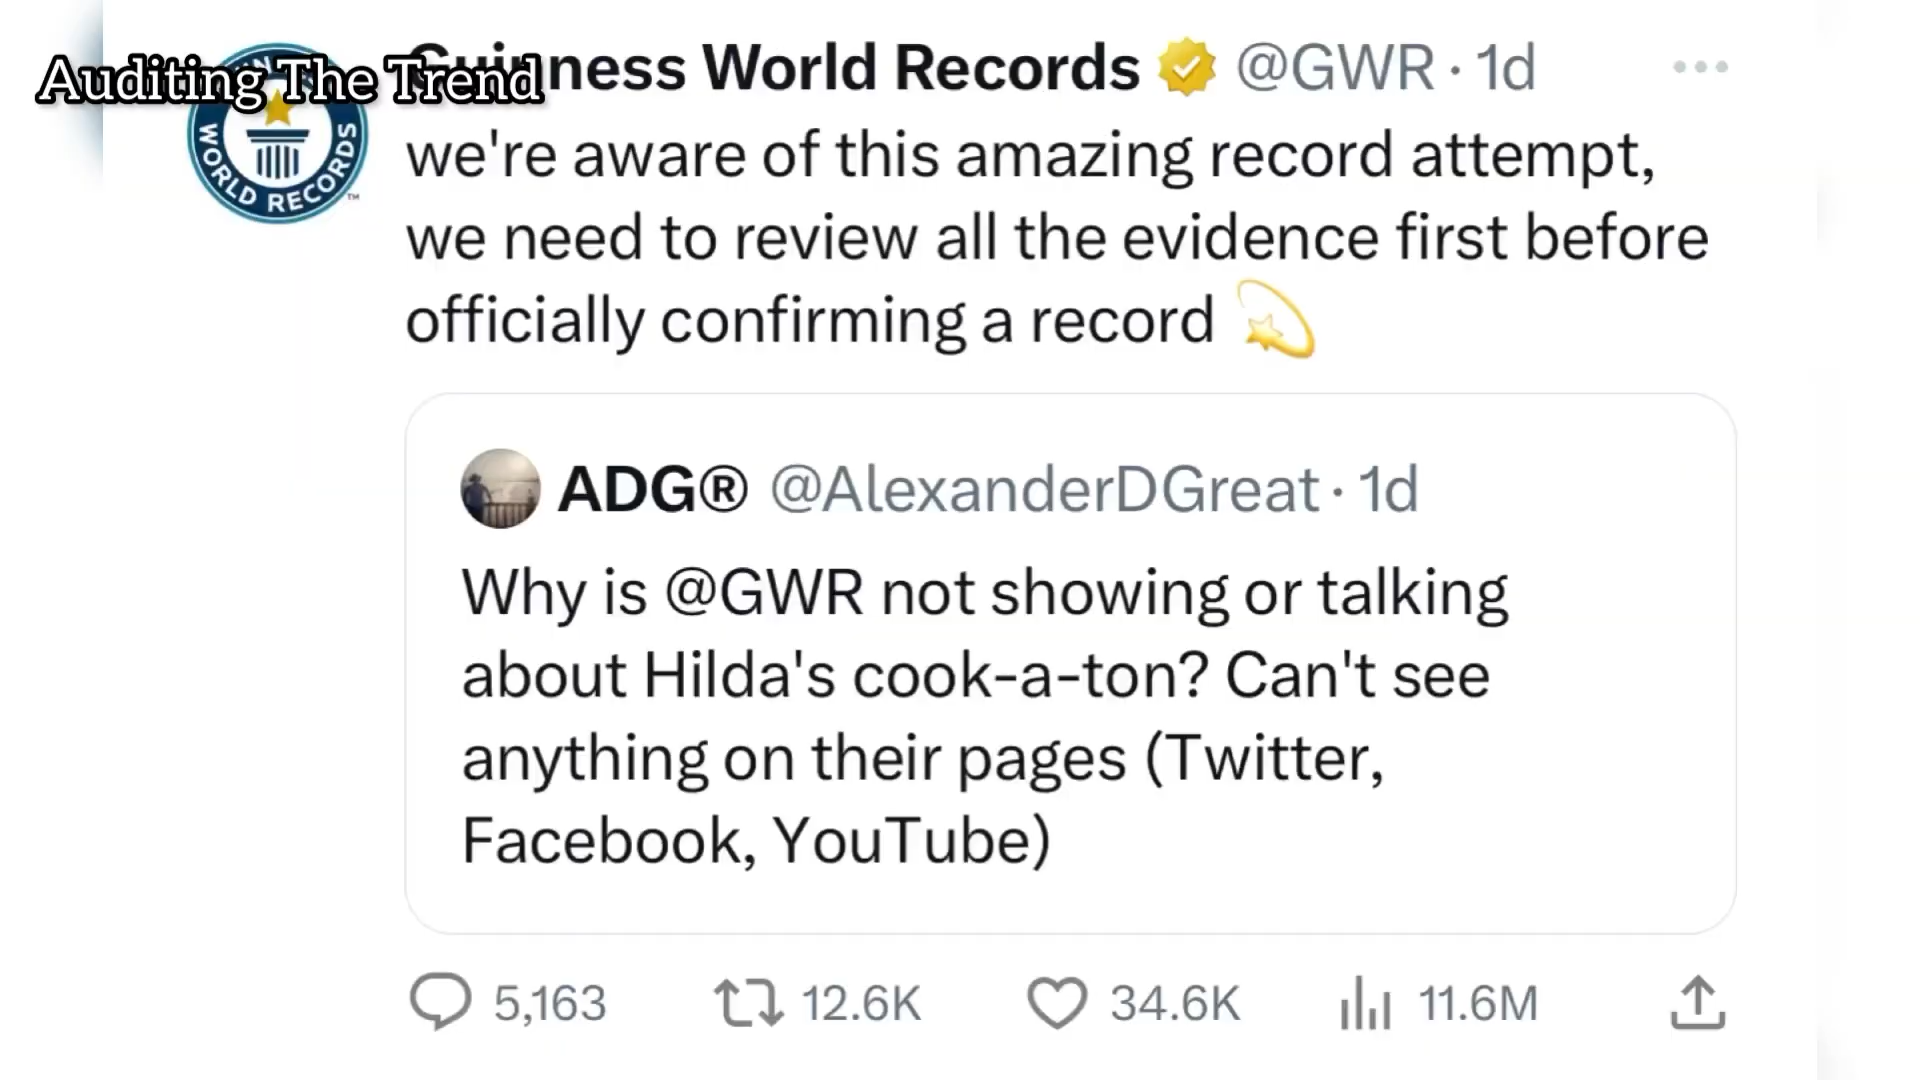 Auditing The Trend
Guinness World Records @GWR · 1d
WORLD RECORDS
TM
we're aware of this amazing record attempt,
we need to review all the evidence first before
officially confirming a record 💫
ADG® @AlexanderDGreat · 1d
Why is @GWR not showing or talking
about Hilda's cook-a-ton? Can't see
anything on their pages (Twitter,
Facebook, YouTube)
5,163 12.6K 34.6K 11.6M